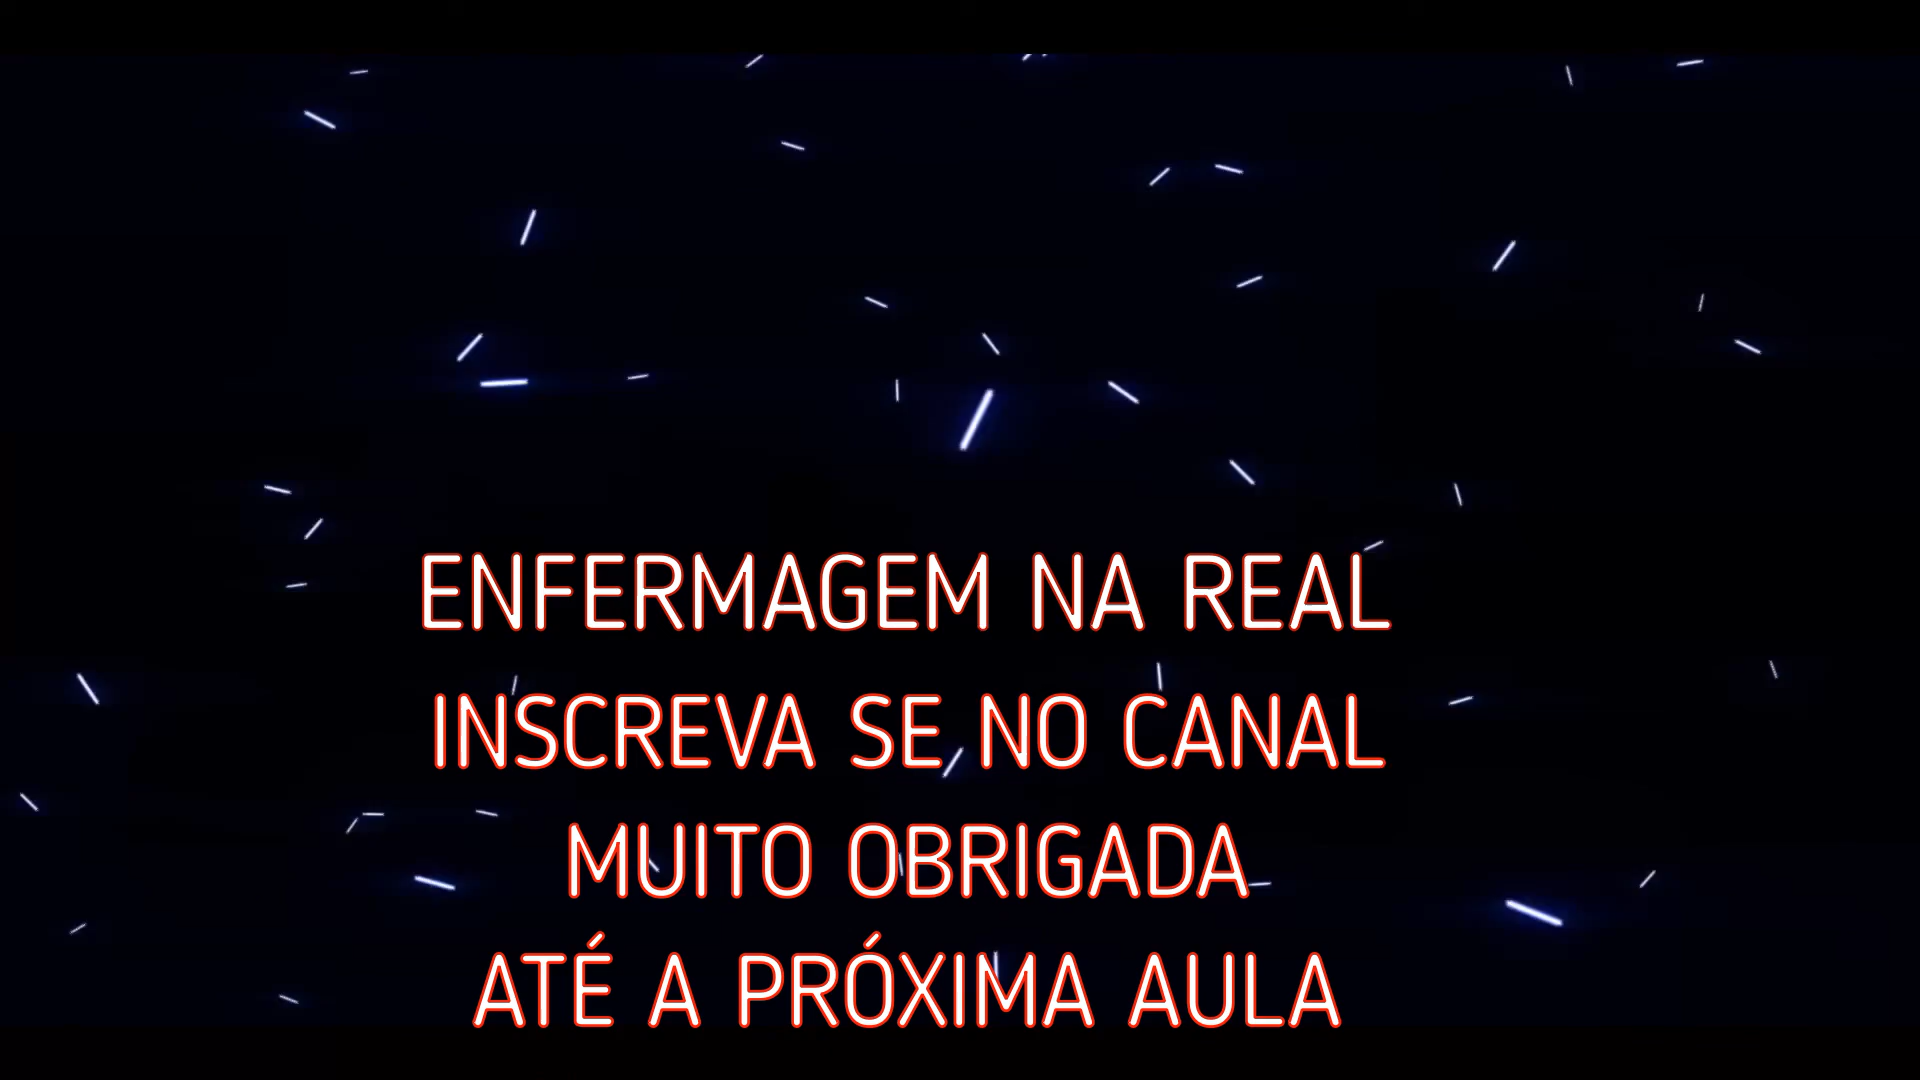 ENFERMAGEM NA REAL
INSCREVA SE NO CANAL
MUITO OBRIGADA
ATÉ A PRÓXIMA AULA